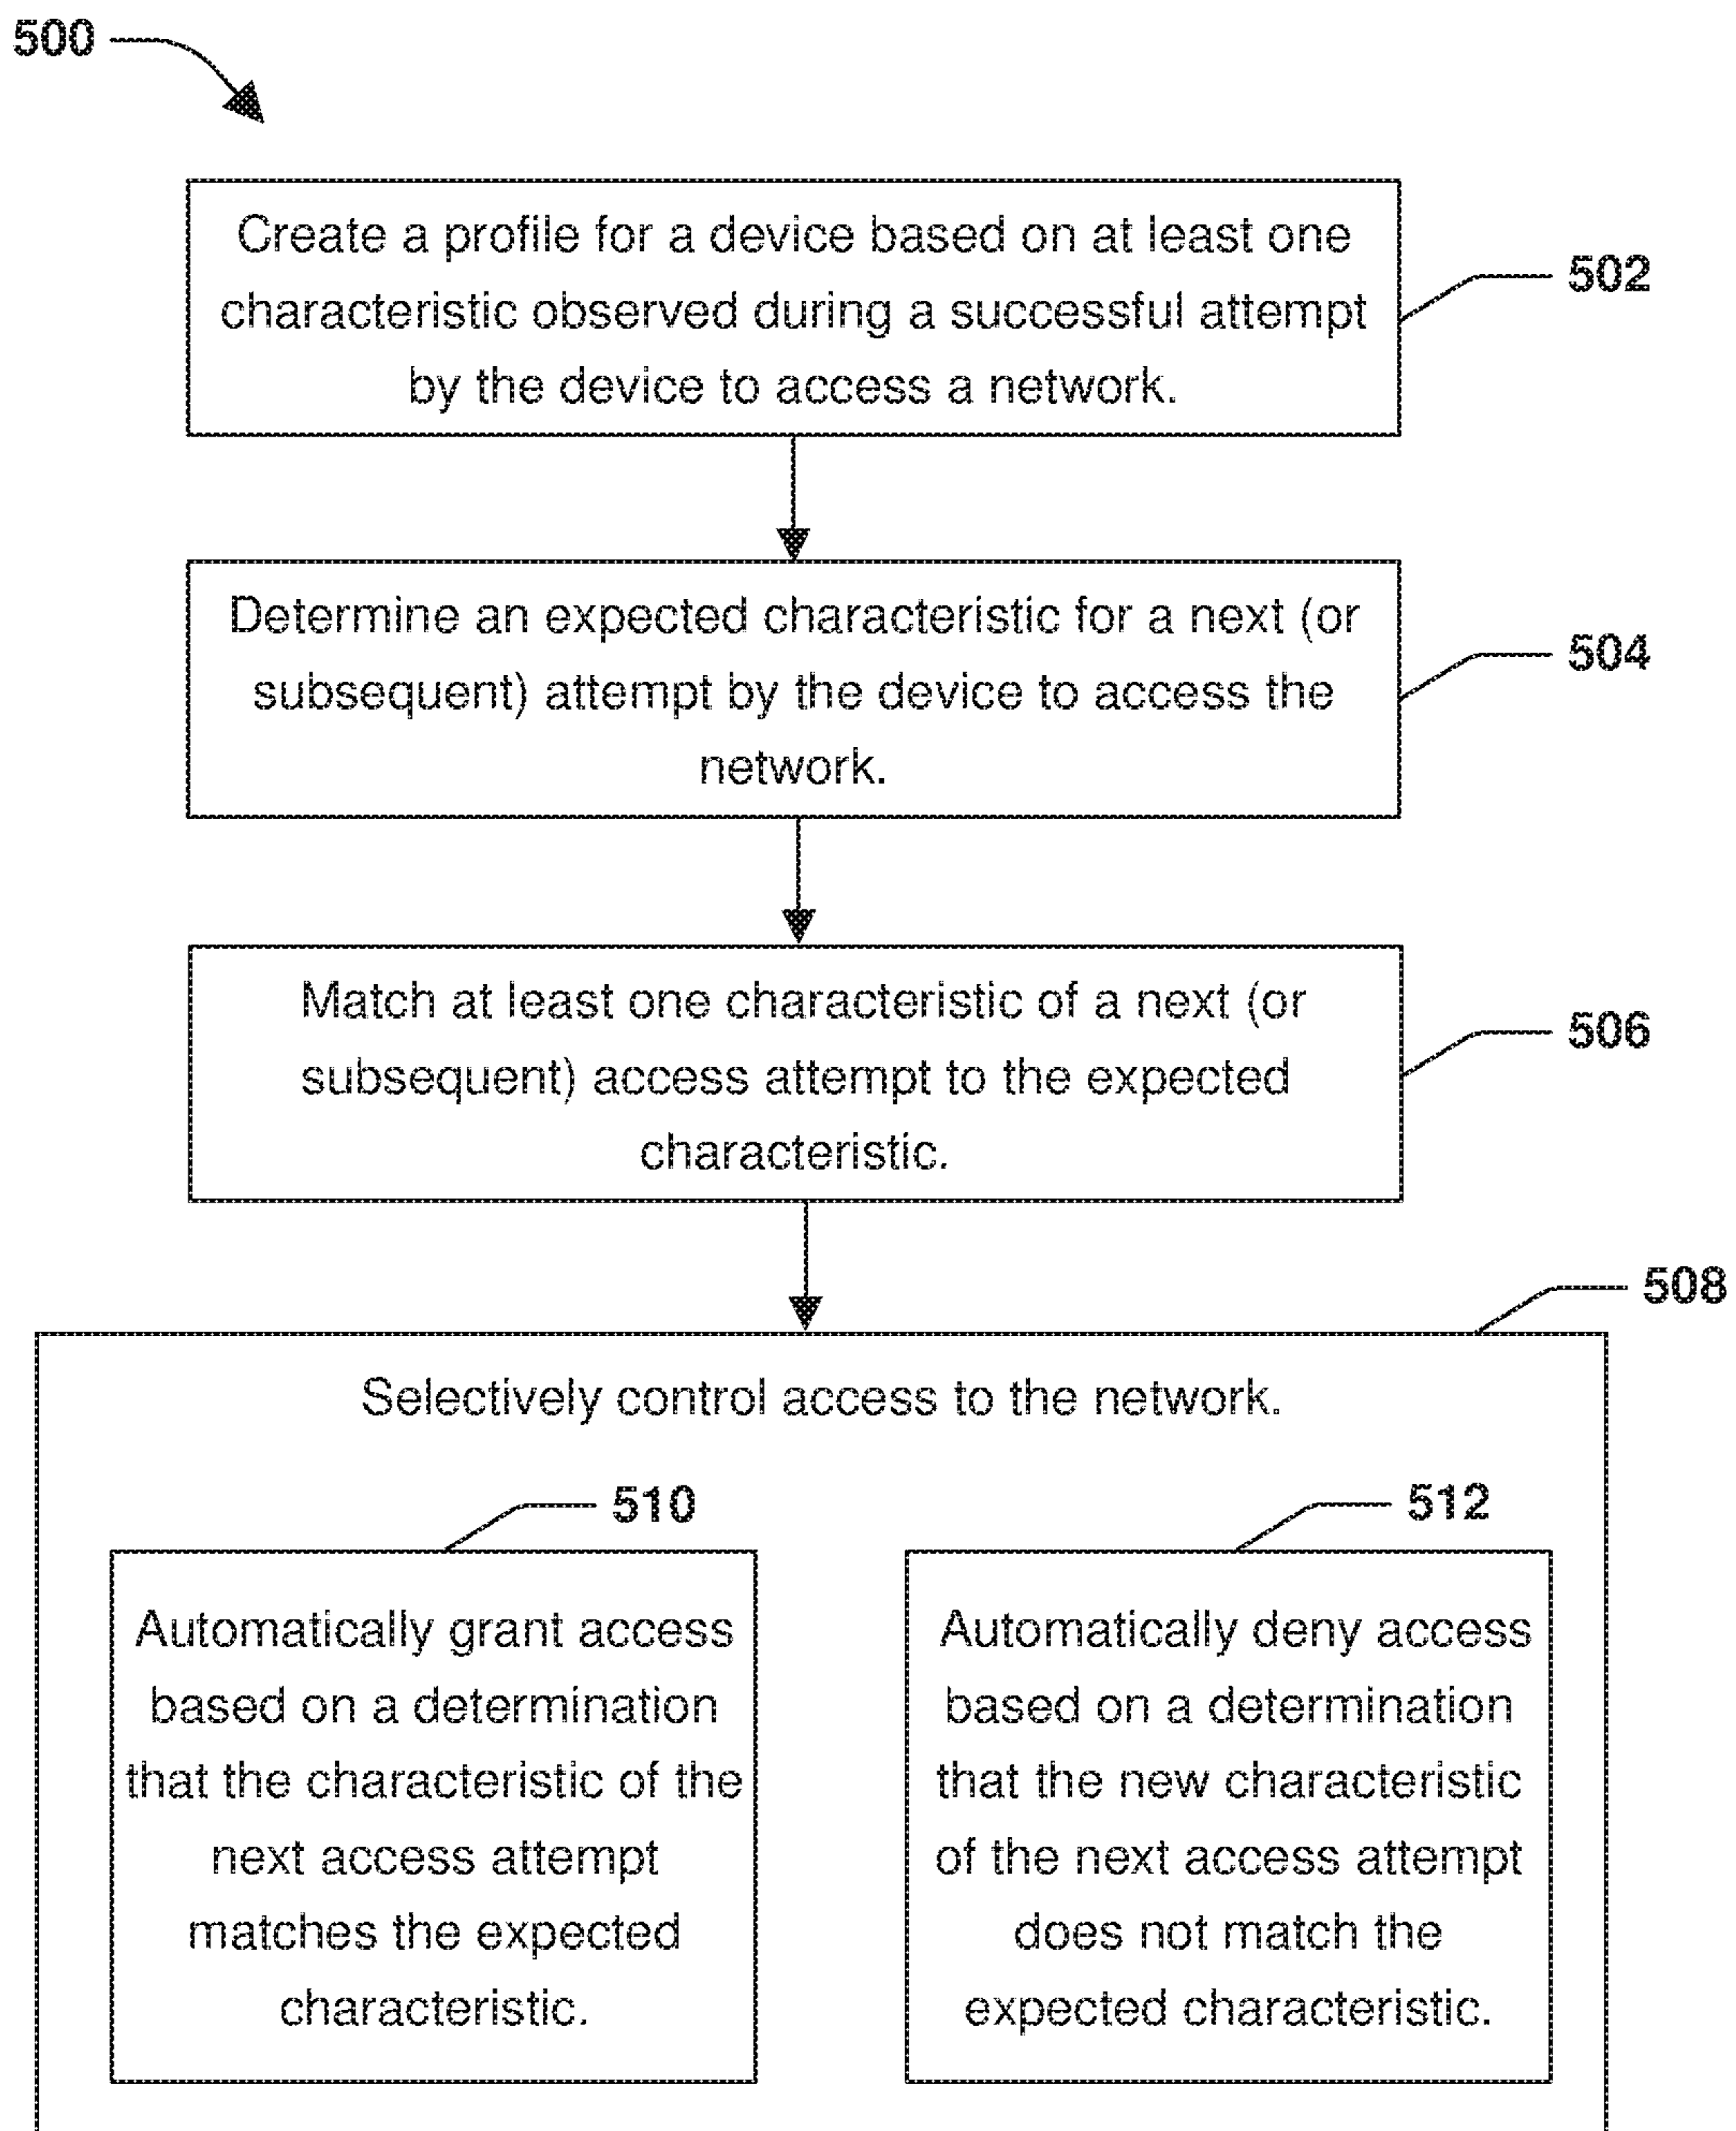 500
Create a profile for a device based on at least one
characteristic observed during a successful attempt
by the device to access a network.
502
Determine an expected characteristic for a next (or
subsequent) attempt by the device to access the
network.
504
Match at least one characteristic of a next (or
subsequent) access attempt to the expected
characteristic.
506
508
Selectively control access to the network.
510
Automatically grant access
based on a determination
that the characteristic of the
next access attempt
matches the expected
characteristic.
512
Automatically deny access
based on a determination
that the new characteristic
of the next access attempt
does not match the
expected characteristic.